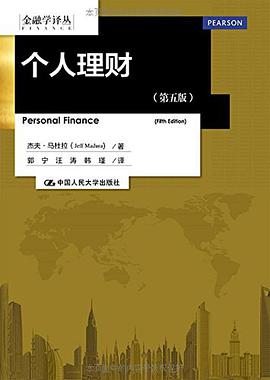 金融学译丛
FINANCE
PEARSON
个人理财
(第五版)
Personal Finance
(Fifth Edition)
杰夫·马杜拉(Jeff Madura) 著
郭 宁 汪 涛 韩 瑾 译
中国人民大学出版社